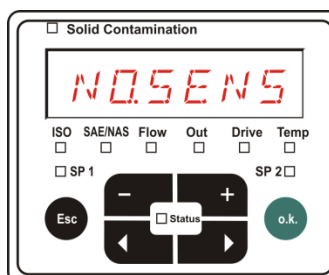 Solid Contamination
NO.SENS
ISO SAE/NAS Flow Out Drive Temp
SP 1 SP 2
− +
Esc Status o.k.